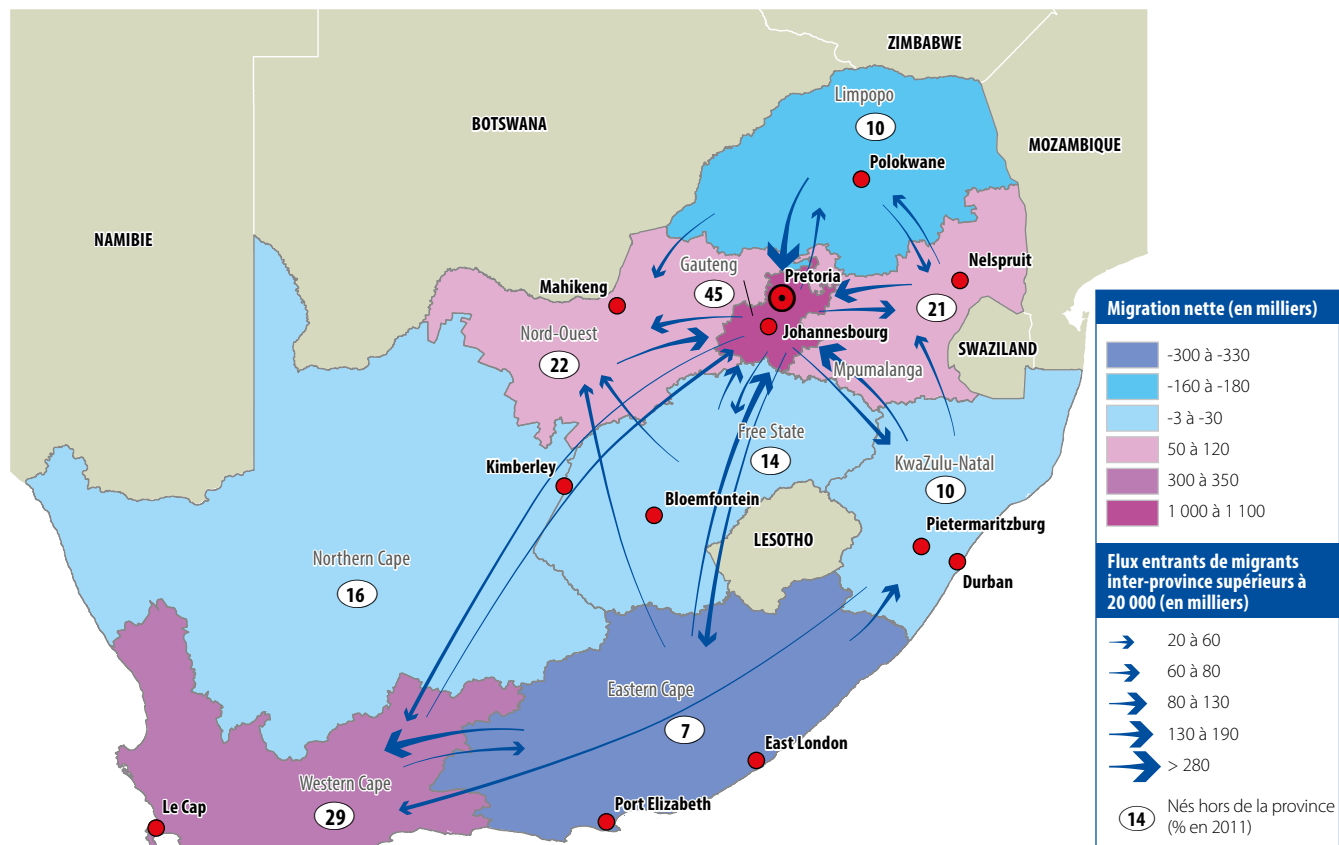 ZIMBABWE
Limpopo
10
BOTSWANA
MOZAMBIQUE
Polokwane
NAMIBIE
Gauteng
45
Pretoria
Nelspruit
Mahikeng
21
Nord-Ouest
22
Johannesbourg
SWAZILAND
Mpumalanga
Free State
14
Kimberley
KwaZulu-Natal
10
Bloemfontein
Pietermaritzburg
LESOTHO
Durban
Northern Cape
16
Eastern Cape
7
East London
Western Cape
29
Le Cap
Port Elizabeth
Migration nette (en milliers)
-300 à -330
-160 à -180
-3 à -30
50 à 120
300 à 350
1 000 à 1 100
Flux entrants de migrants
inter-province supérieurs à
20 000 (en milliers)
20 à 60
60 à 80
80 à 130
130 à 190
> 280
14 Nés hors de la province
(% en 2011)